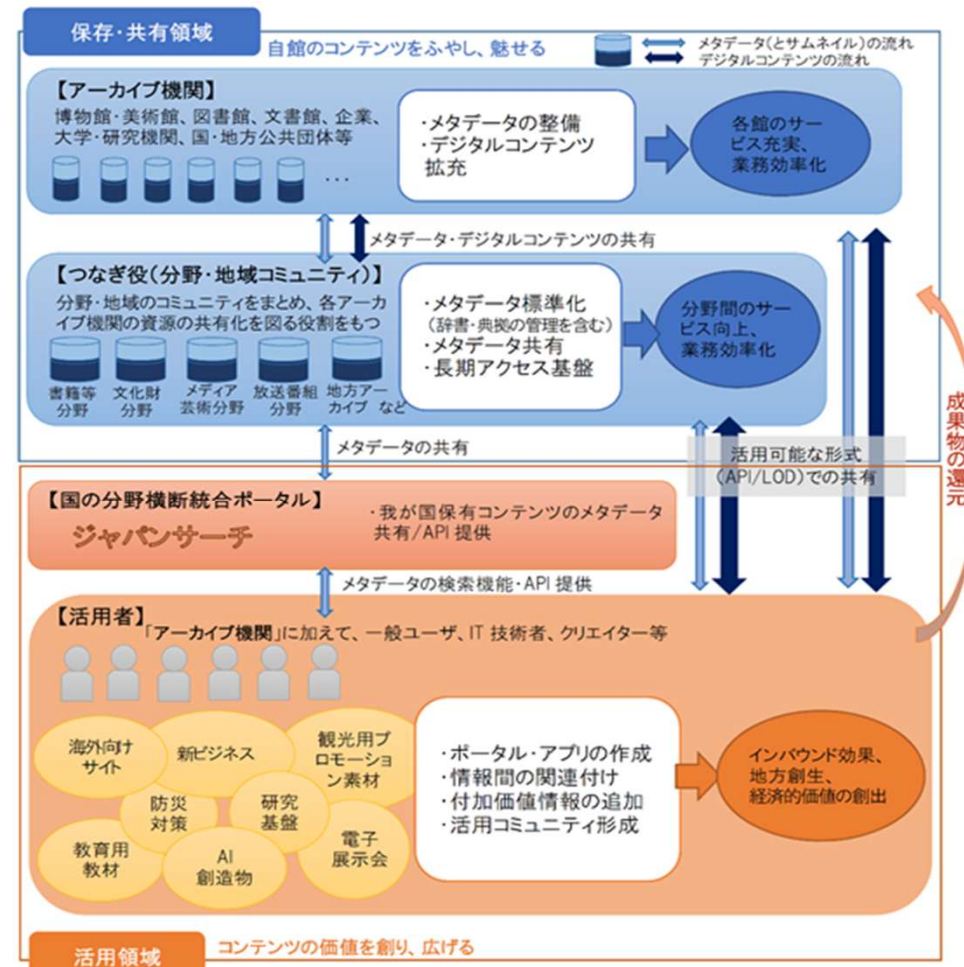 保存・共有領域
自館のコンテンツをふやし、魅せる
メタデータ(とサムネイル)の流れ
デジタルコンテンツの流れ
【アーカイブ機関】
博物館・美術館、図書館、文書館、企業、
大学・研究機関、国・地方公共団体等
・・・
・メタデータの整備
・デジタルコンテンツ
拡充
各館のサー
ビス充実、
業務効率化
メタデータ・デジタルコンテンツの共有
【つなぎ役(分野・地域コミュニティ)】
分野・地域のコミュニティをまとめ、各アーカ
イブ機関の資源の共有化を図る役割をもつ
書籍等
分野
文化財
分野
メディア
芸術分野
放送番組
分野
地方アー
カイブ など
・メタデータ標準化
(辞書・典拠の管理を含む)
・メタデータ共有
・長期アクセス基盤
分野間のサー
ビス向上、
業務効率化
メタデータの共有
活用可能な形式
(API/LOD)での共有
成果物の還元
【国の分野横断統合ポータル】
ジャパンサーチ
・我が国保有コンテンツのメタデータ
共有/API 提供
メタデータの検索機能・API 提供
【活用者】
「アーカイブ機関」に加えて、一般ユーザ、IT 技術者、クリエイター等
海外向け
サイト
新ビジネス
観光用プ
ロモーショ
ン素材
防災
対策
研究
基盤
教育用
教材
AI
創造物
電子
展示会
・ポータル・アプリの作成
・情報間の関連付け
・付加価値情報の追加
・活用コミュニティ形成
インバウンド効果、
地方創生、
経済的価値の創出
活用領域
コンテンツの価値を創り、広げる